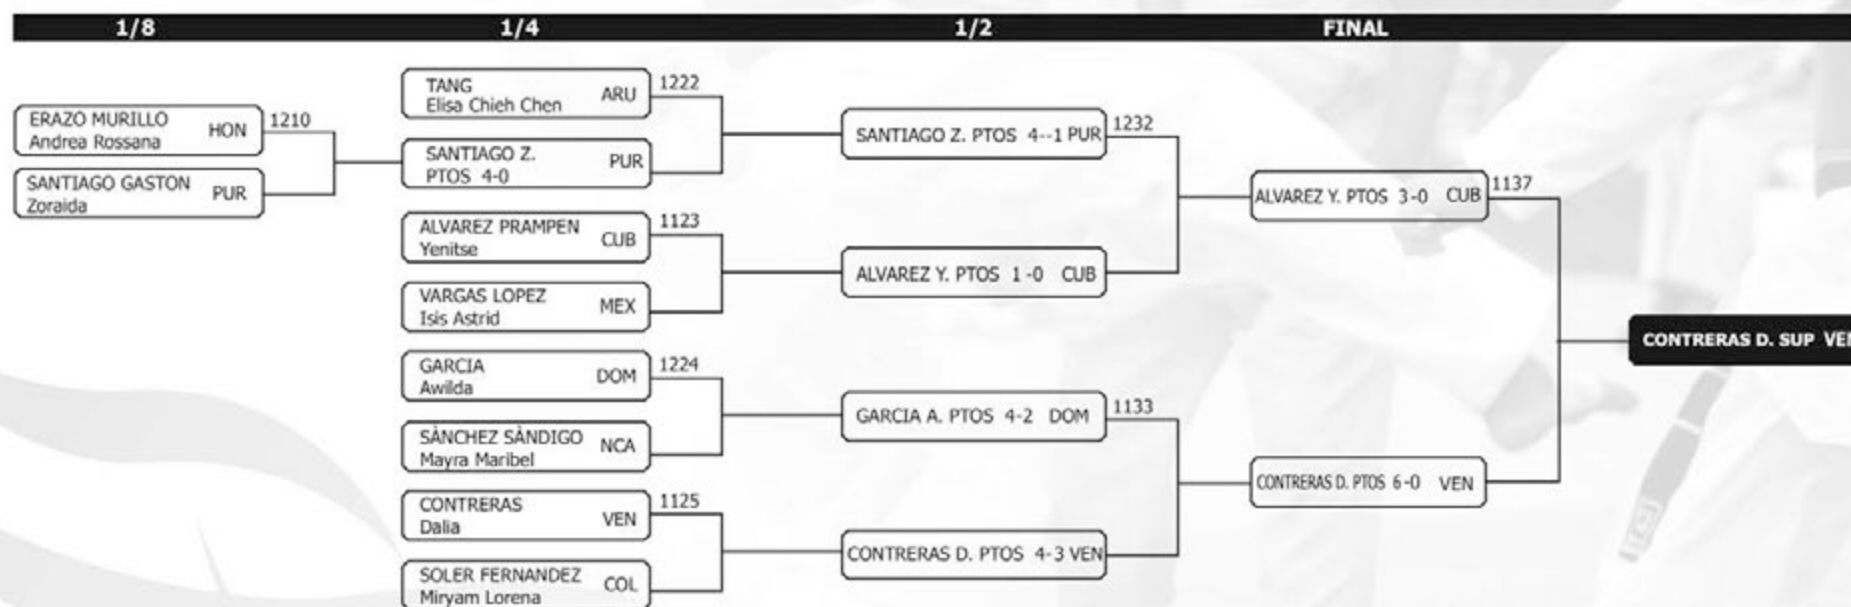 1/8 1/4 1/2 FINAL
ERAZO MURILLO
Andrea Rossana HON 1210
SANTIAGO GASTON
Zoraida PUR
TANG
Elisa Chieh Chen ARU 1222
SANTIAGO Z.
PTOS 4-0 PUR
ALVAREZ PRAMPEN
Yenitse CUB 1123
VARGAS LOPEZ
Isis Astrid MEX
GARCIA
Awilda DOM 1224
SÀNCHEZ SÀNDIGO
Mayra Maribel NCA
CONTRERAS
Dalia VEN 1125
SOLER FERNANDEZ
Miryam Lorena COL
SANTIAGO Z. PTOS 4--1 PUR 1232
ALVAREZ Y. PTOS 1-0 CUB
GARCIA A. PTOS 4-2 DOM 1133
CONTRERAS D. PTOS 4-3 VEN
ALVAREZ Y. PTOS 3-0 CUB 1137
CONTRERAS D. PTOS 6-0 VEN
CONTRERAS D. SUP VEN